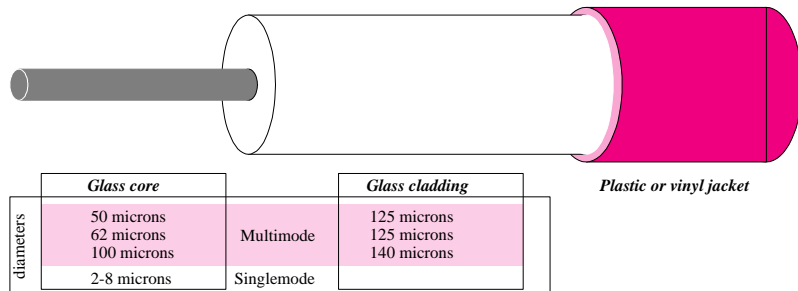 Glass core Glass cladding Plastic or vinyl jacket
diameters
50 microns 125 microns
62 microns Multimode 125 microns
100 microns 140 microns
2-8 microns Singlemode